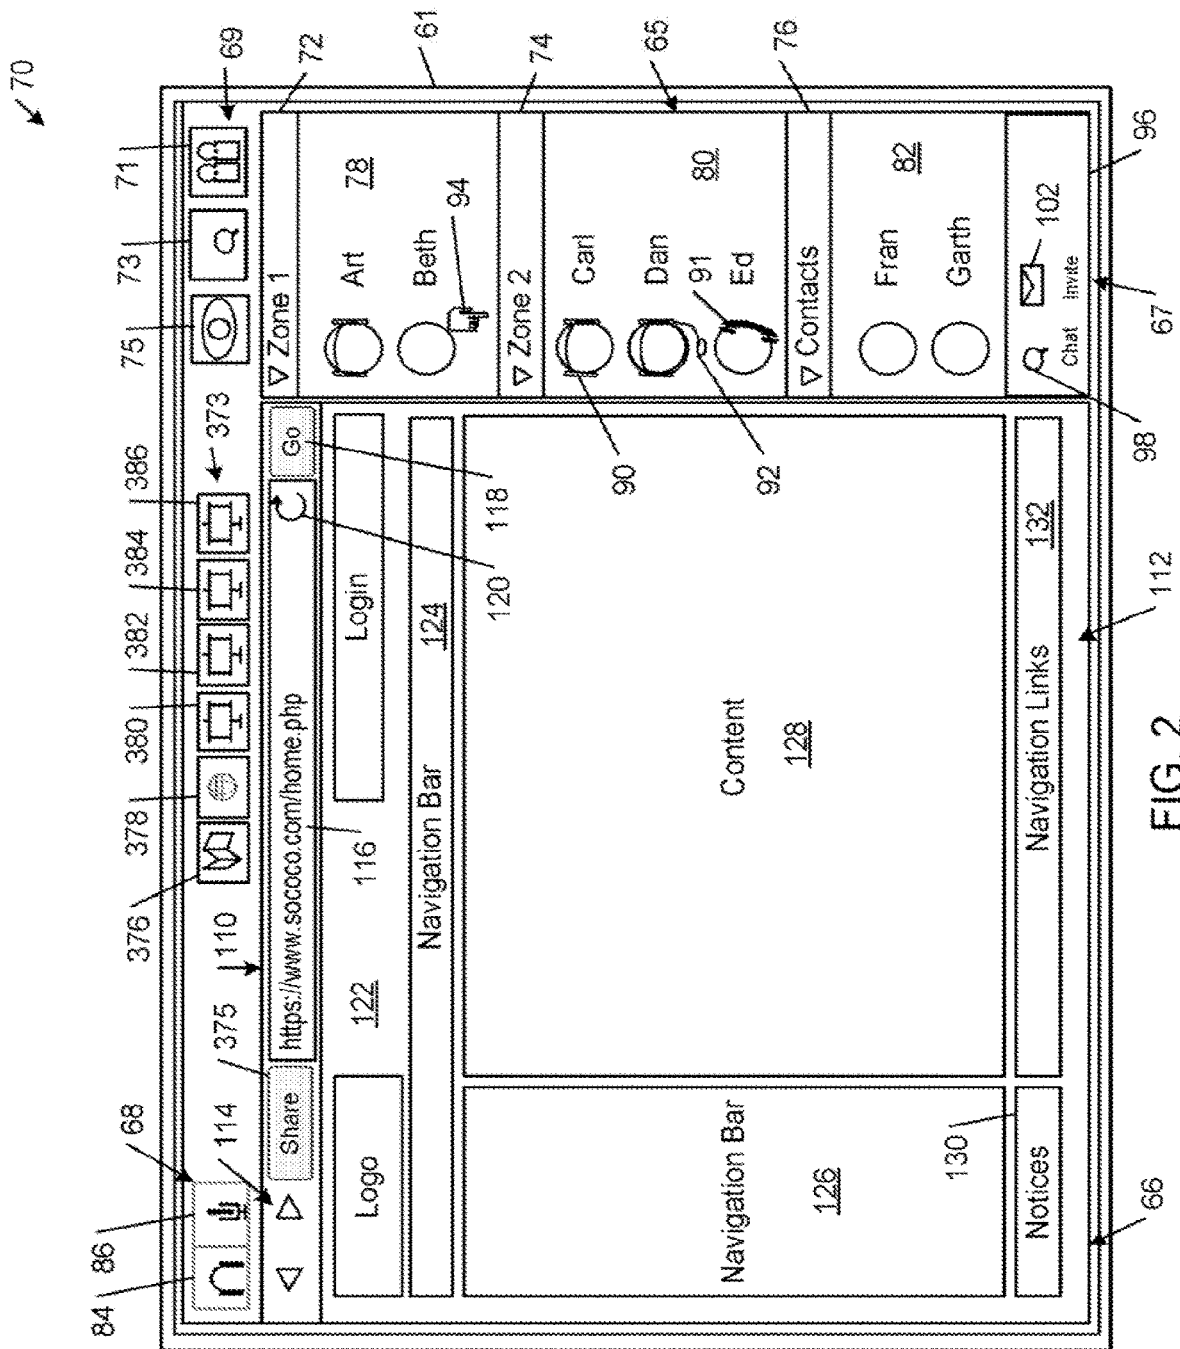 70
84
86
68
114
375
110
376
378
380
382
384
386
373
75
73
71
69
Share
https://www.sococo.com/home.php
Go
Logo
122
116
Login
Navigation Bar
124
120
118
Navigation Bar
126
130
Content
128
Notices
Navigation Links
132
66
112
▽ Zone 1
72
61
Art
78
Beth
94
▽ Zone 2
74
Carl
65
Dan
80
91
Ed
90
92
▽ Contacts
76
Fran
82
Garth
102
Chat
Invite
98
67
96
FIG. 2